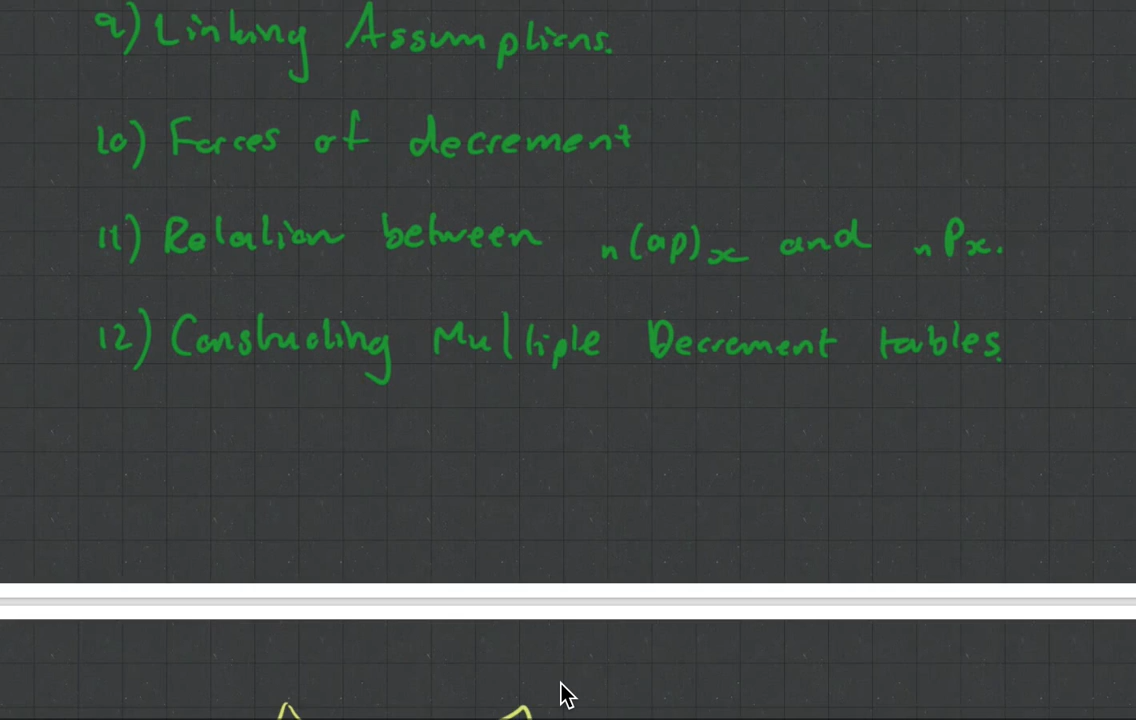 9) Linking Assumptions.
10) Forces of decrement
11) Relation between n(ap)x and nPx.
12) Constructing Multiple Decrement tables.